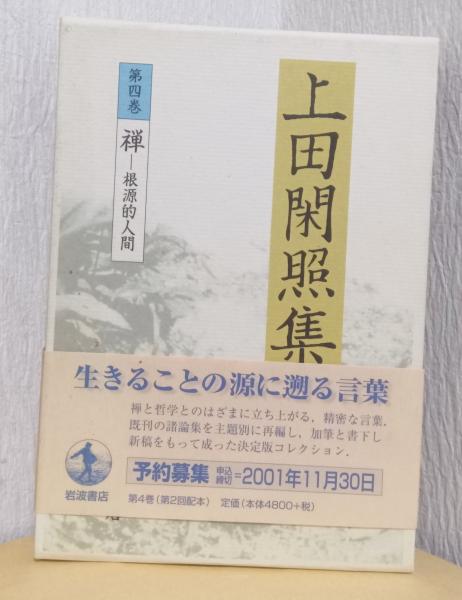 上田閑照集
第四巻
禅―根源的人間
生きることの源に遡る言葉
禅と哲学とのはざまに立ち上がる，精密な言葉．
既刊の諸論集を主題別に再編し，加筆と書下し
新稿をもって成った決定版コレクション．
予約募集 申込締切=2001年11月30日
岩波書店
第4巻（第2回配本） 定価（本体4800+税）